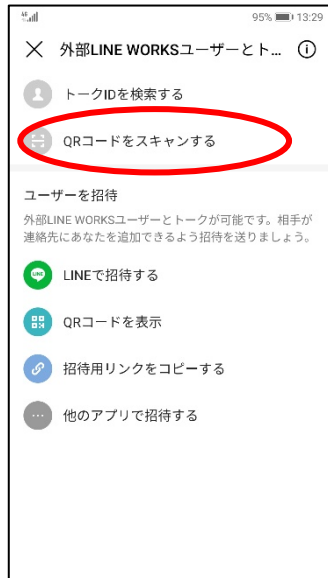 4G 95% 13:29
外部LINE WORKSユーザーとト...
トークIDを検索する
QRコードをスキャンする
ユーザーを招待
外部LINE WORKSユーザーとトークが可能です。相手が
連絡先にあなたを追加できるよう招待を送りましょう。
LINE LINEで招待する
QRコードを表示
招待用リンクをコピーする
他のアプリで招待する